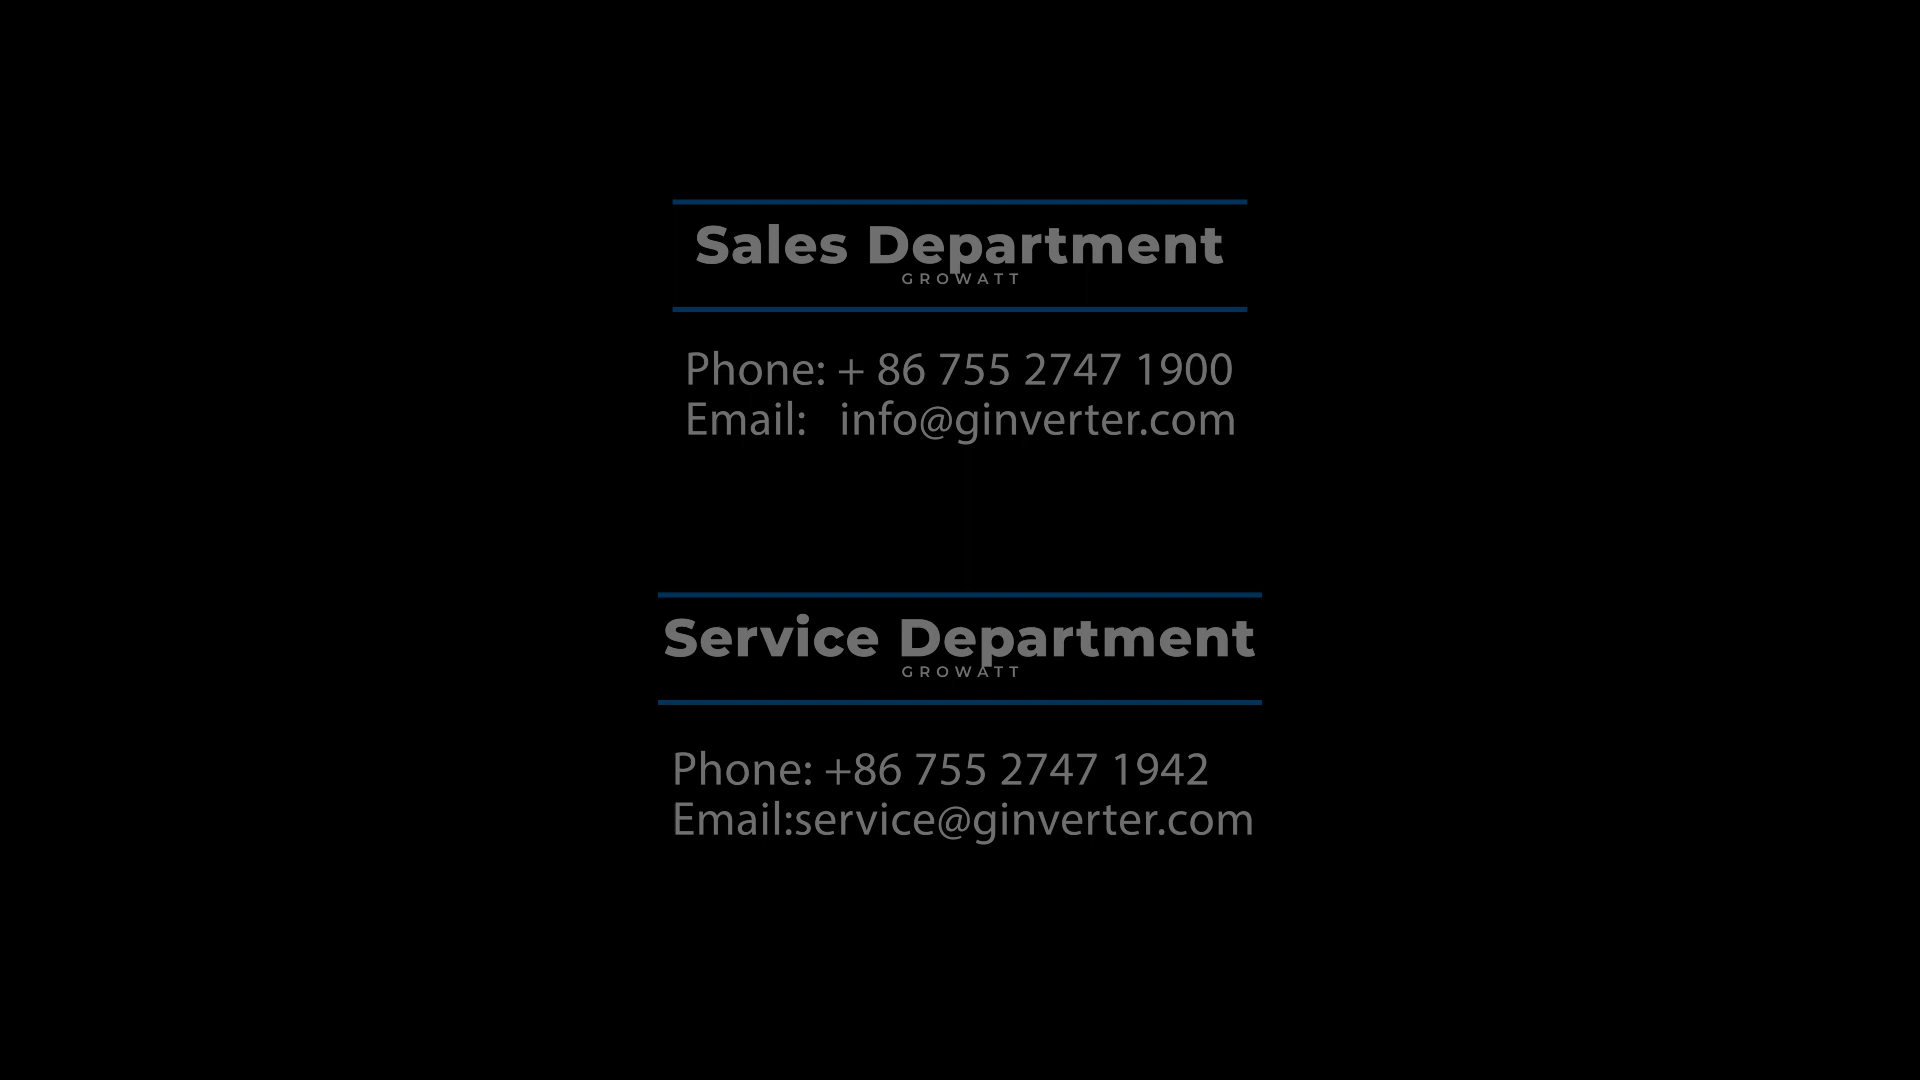 Sales Department
GROWATT
Phone: + 86 755 2747 1900
Email: info@ginverter.com
Service Department
GROWATT
Phone: +86 755 2747 1942
Email:service@ginverter.com